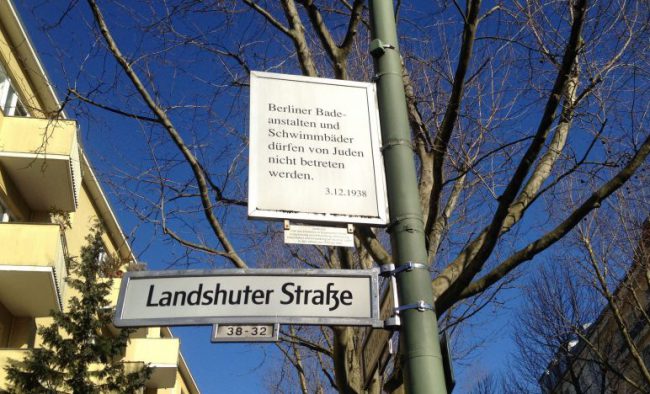 Berliner Bade-
anstalten und
Schwimmbäder
dürfen von Juden
nicht betreten
werden.
3.12.1938
Landshuter Straße
38-32